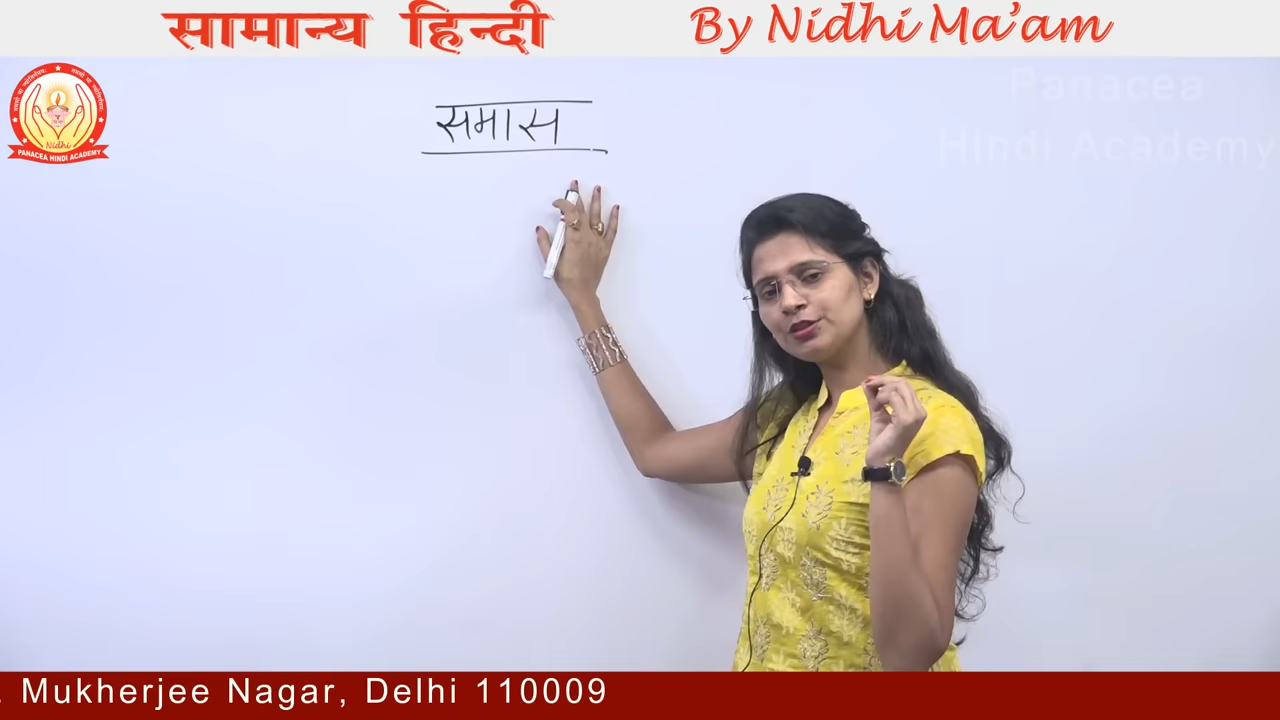 सामान्य हिन्दी By Nidhi Ma'am
Panacea
Hindi Academy
Nidhi
PANACEA HINDI ACADEMY
समास
Mukherjee Nagar, Delhi 110009